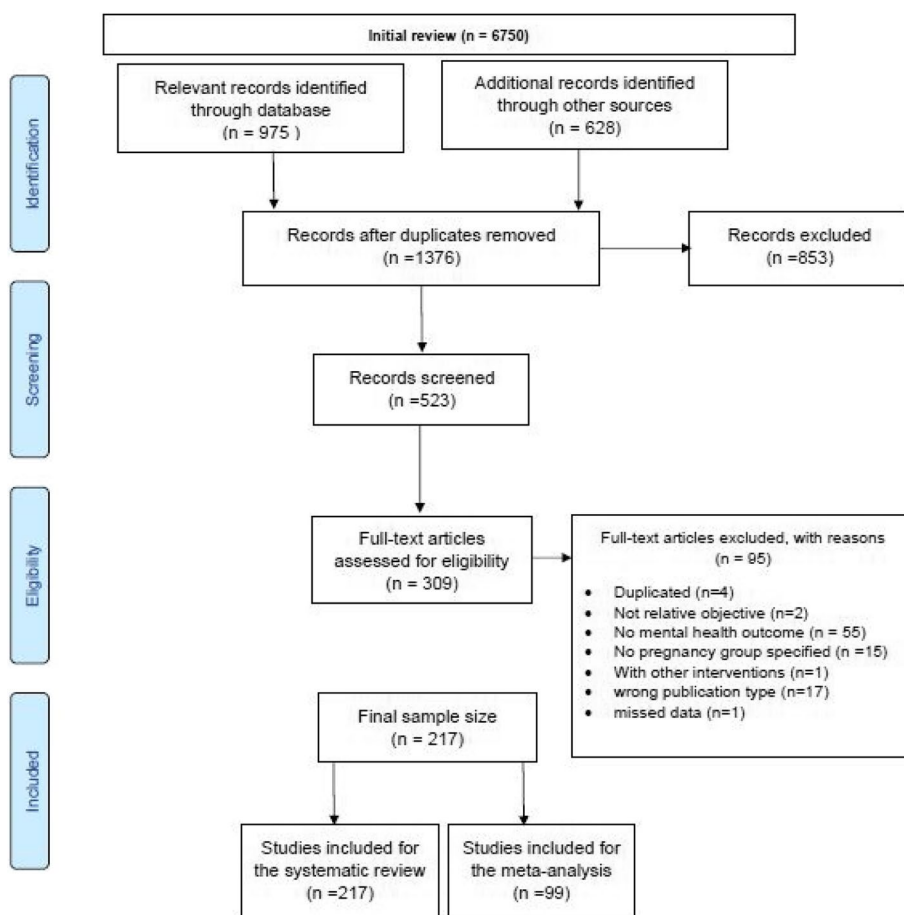 Initial review (n = 6750)
Identification
Relevant records identified
through database
(n = 975 )
Additional records identified
through other sources
(n = 628)
Records after duplicates removed
(n =1376)
Records excluded
(n =853)
Screening
Records screened
(n =523)
Eligibility
Full-text articles
assessed for eligibility
(n = 309)
Full-text articles excluded, with reasons
(n = 95)
• Duplicated (n=4)
• Not relative objective (n=2)
• No mental health outcome (n = 55)
• No pregnancy group specified (n =15)
• With other interventions (n=1)
• wrong publication type (n=17)
• missed data (n=1)
Included
Final sample size
(n = 217)
Studies included for
the systematic review
(n =217)
Studies included for
the meta-analysis
(n =99)